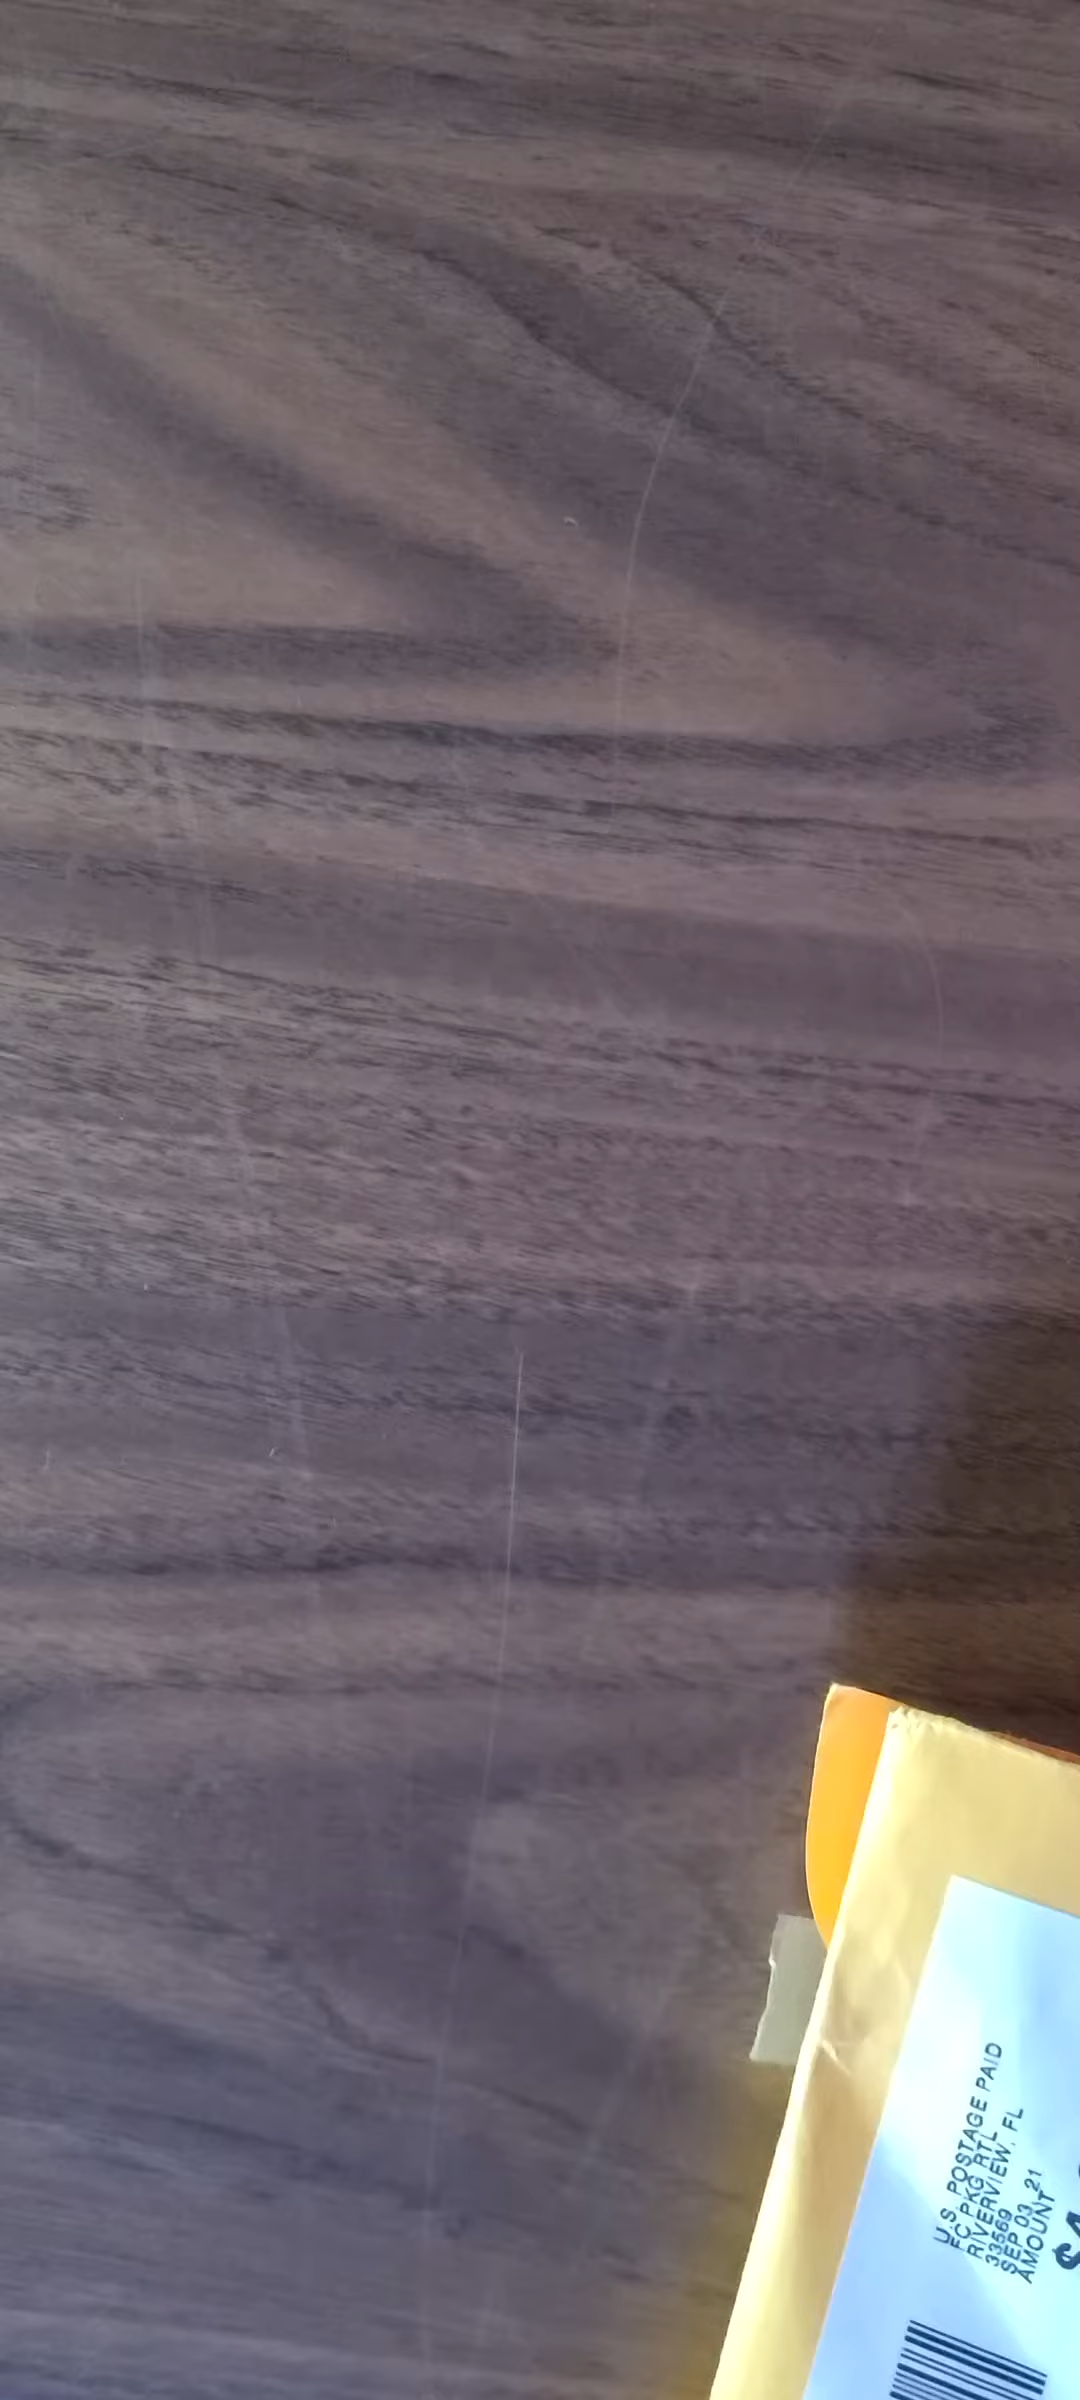 U.S. POSTAGE PAID
FC PKG RTL
RIVERVIEW, FL
33569
SEP 03, 21
AMOUNT